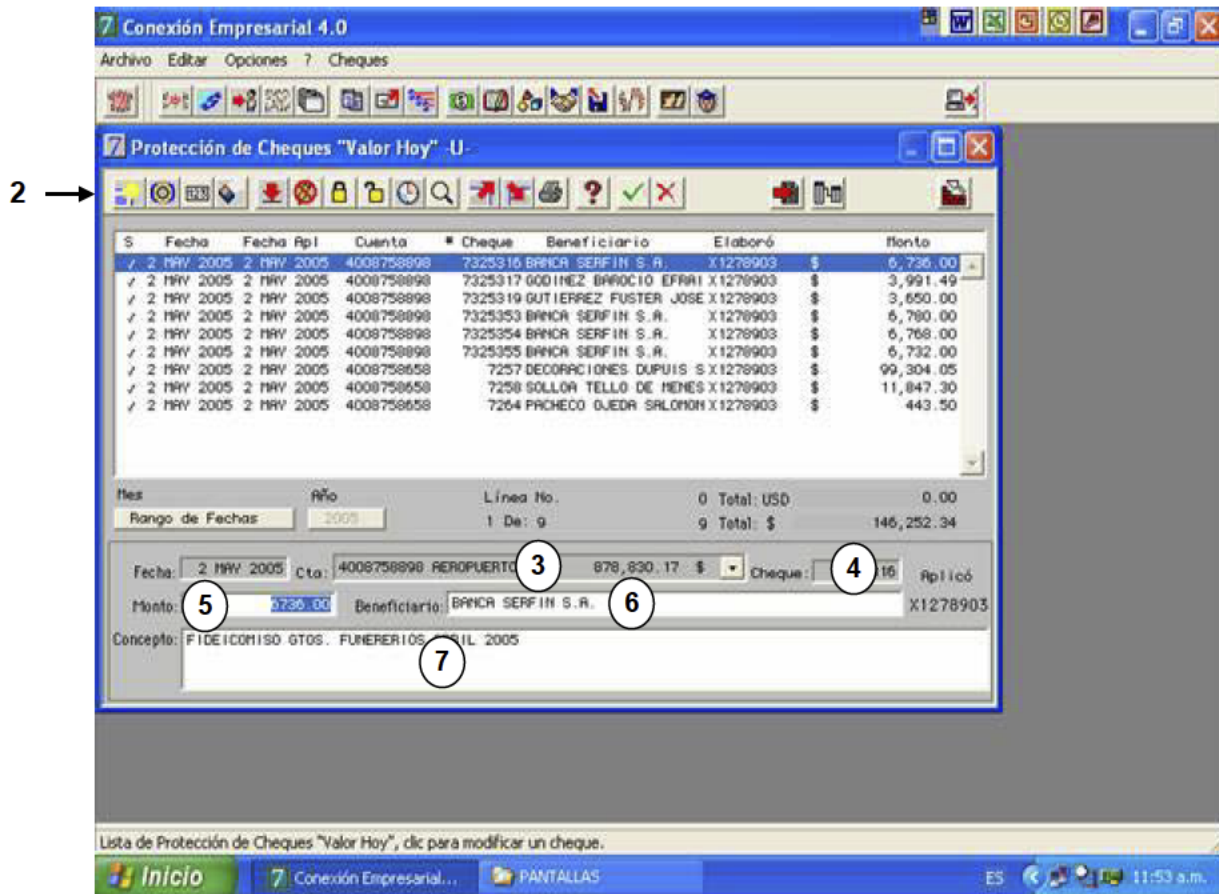 Conexión Empresarial 4.0
Archivo Editar Opciones ? Cheques
Protección de Cheques "Valor Hoy" -U-
2
S Fecha Fecha Apl Cuenta # Cheque Beneficiario Elaboró Monto
✓ 2 MAY 2005 2 MAY 2005 4008758898 7325316 BANCA SERFIN S.A. X1278903 $ 6,736.00
✓ 2 MAY 2005 2 MAY 2005 4008758898 7325317 GODINEZ BAROCIO EFRAI X1278903 $ 3,991.49
✓ 2 MAY 2005 2 MAY 2005 4008758898 7325319 GUTIERREZ FUSTER JOSE X1278903 $ 3,650.00
✓ 2 MAY 2005 2 MAY 2005 4008758898 7325353 BANCA SERFIN S.A. X1278903 $ 6,780.00
✓ 2 MAY 2005 2 MAY 2005 4008758898 7325354 BANCA SERFIN S.A. X1278903 $ 6,768.00
✓ 2 MAY 2005 2 MAY 2005 4008758898 7325355 BANCA SERFIN S.A. X1278903 $ 6,732.00
✓ 2 MAY 2005 2 MAY 2005 4008758658 7257 DECORACIONES DUPUIS S X1278903 $ 99,304.05
✓ 2 MAY 2005 2 MAY 2005 4008758658 7258 SOLLOA TELLO DE MENES X1278903 $ 11,847.30
✓ 2 MAY 2005 2 MAY 2005 4008758658 7264 PACHECO OJEDA SALOMON X1278903 $ 443.50
Mes Año Línea No. 0 Total: USD 0.00
Rango de Fechas 2005 1 De: 9 9 Total: $ 146,252.34
Fecha: 2 MAY 2005 Cta: 4008758898 AEROPUERTO 3 878,830.17 $ Cheque: 4 16 Aplicó
Monto: 5 6736.00 Beneficiario: BANCA SERFIN S.A. 6 X1278903
Concepto: FIDEICOMISO GTOS. FUNERERIOS ABRIL 2005
7
Lista de Protección de Cheques "Valor Hoy", clic para modificar un cheque.
Inicio Conexión Empresarial... PANTALLAS ES 11:53 a.m.